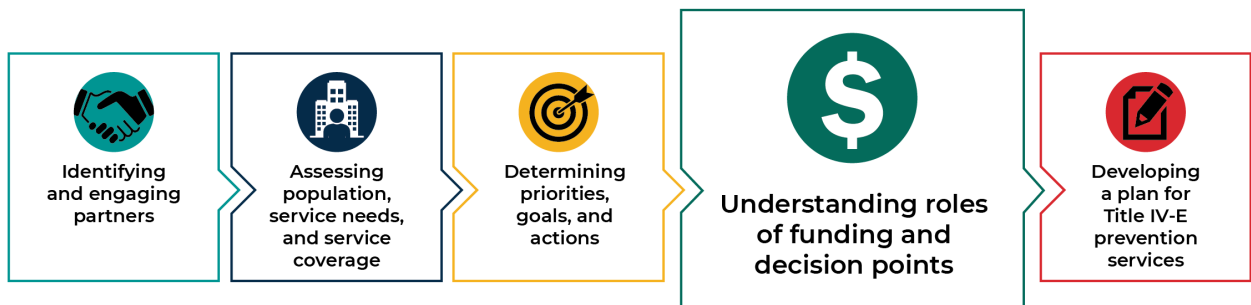 Identifying
and engaging
partners
Assessing
population,
service needs,
and service
coverage
Determining
priorities,
goals, and
actions
$
Understanding roles
of funding and
decision points
Developing
a plan for
Title IV-E
prevention
services